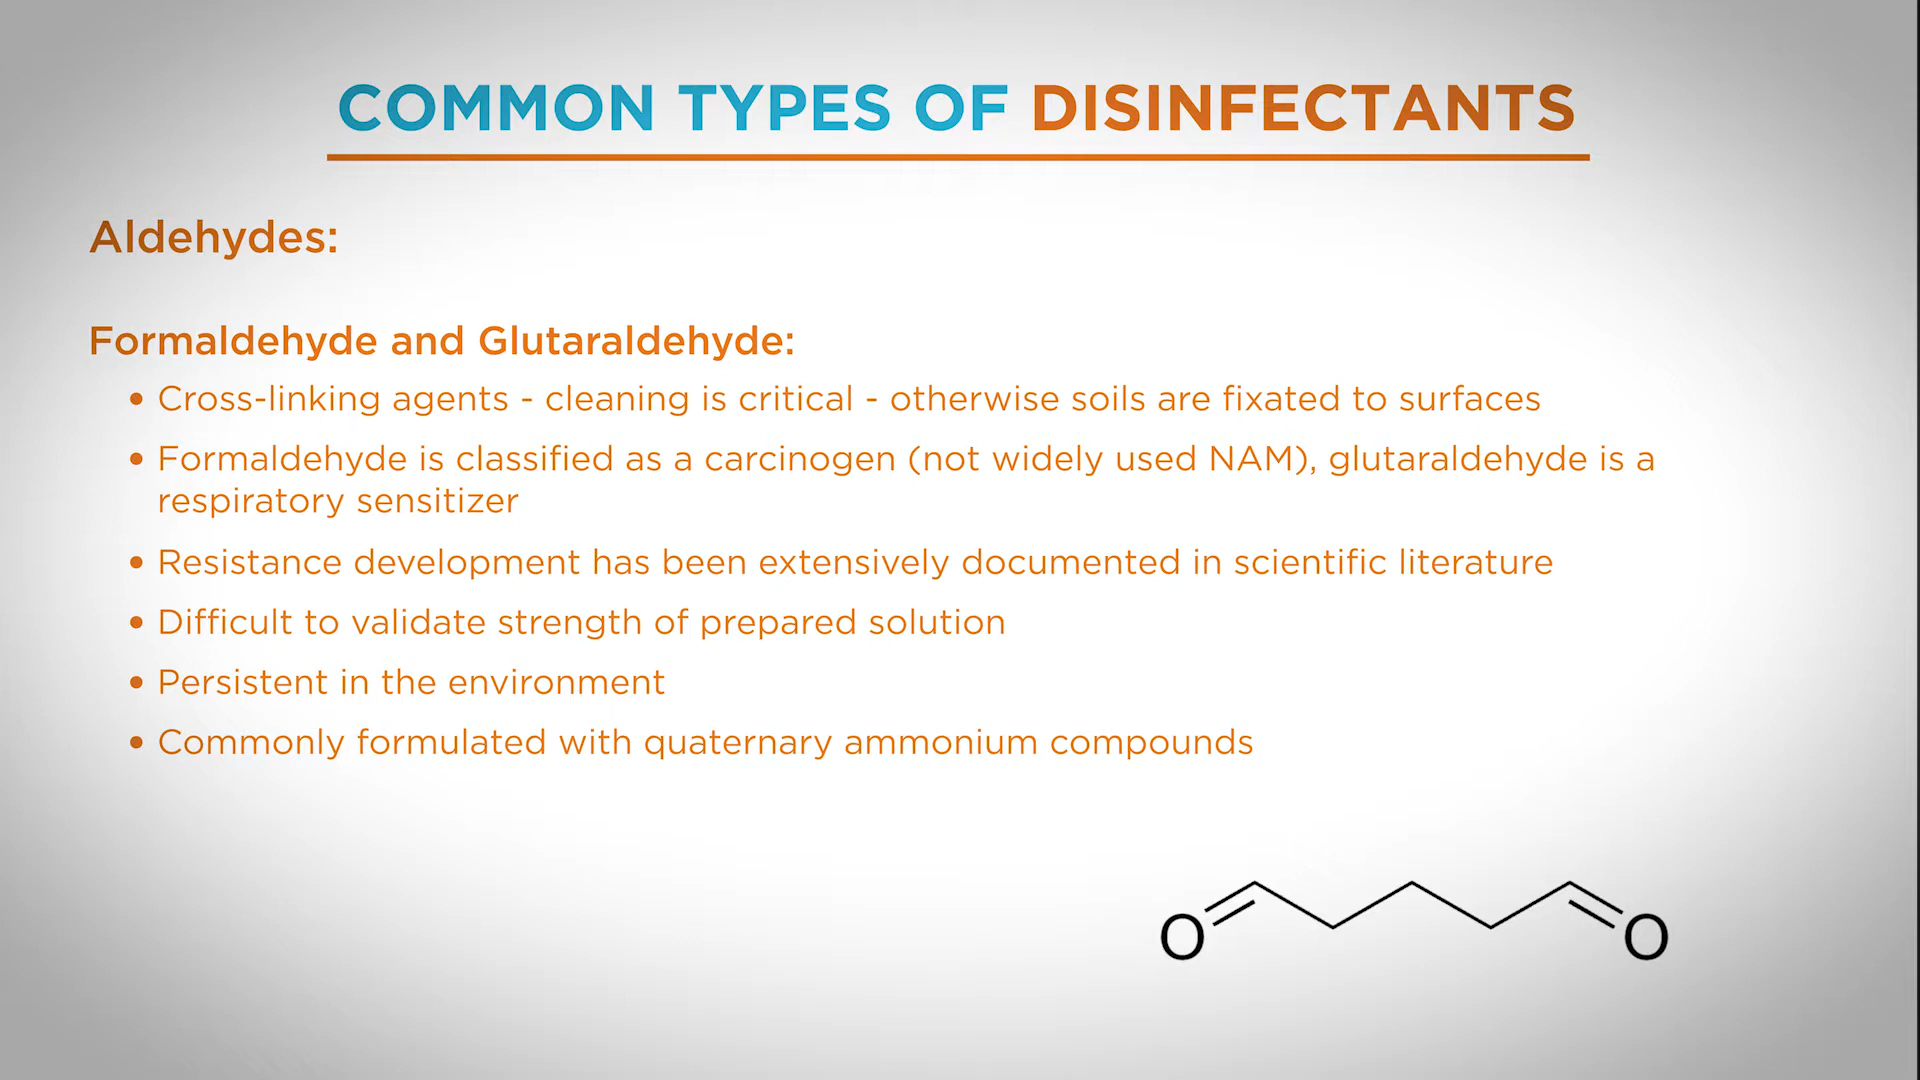 COMMON TYPES OF DISINFECTANTS
Aldehydes:
Formaldehyde and Glutaraldehyde:
• Cross-linking agents - cleaning is critical - otherwise soils are fixated to surfaces
• Formaldehyde is classified as a carcinogen (not widely used NAM), glutaraldehyde is a
respiratory sensitizer
• Resistance development has been extensively documented in scientific literature
• Difficult to validate strength of prepared solution
• Persistent in the environment
• Commonly formulated with quaternary ammonium compounds
O O